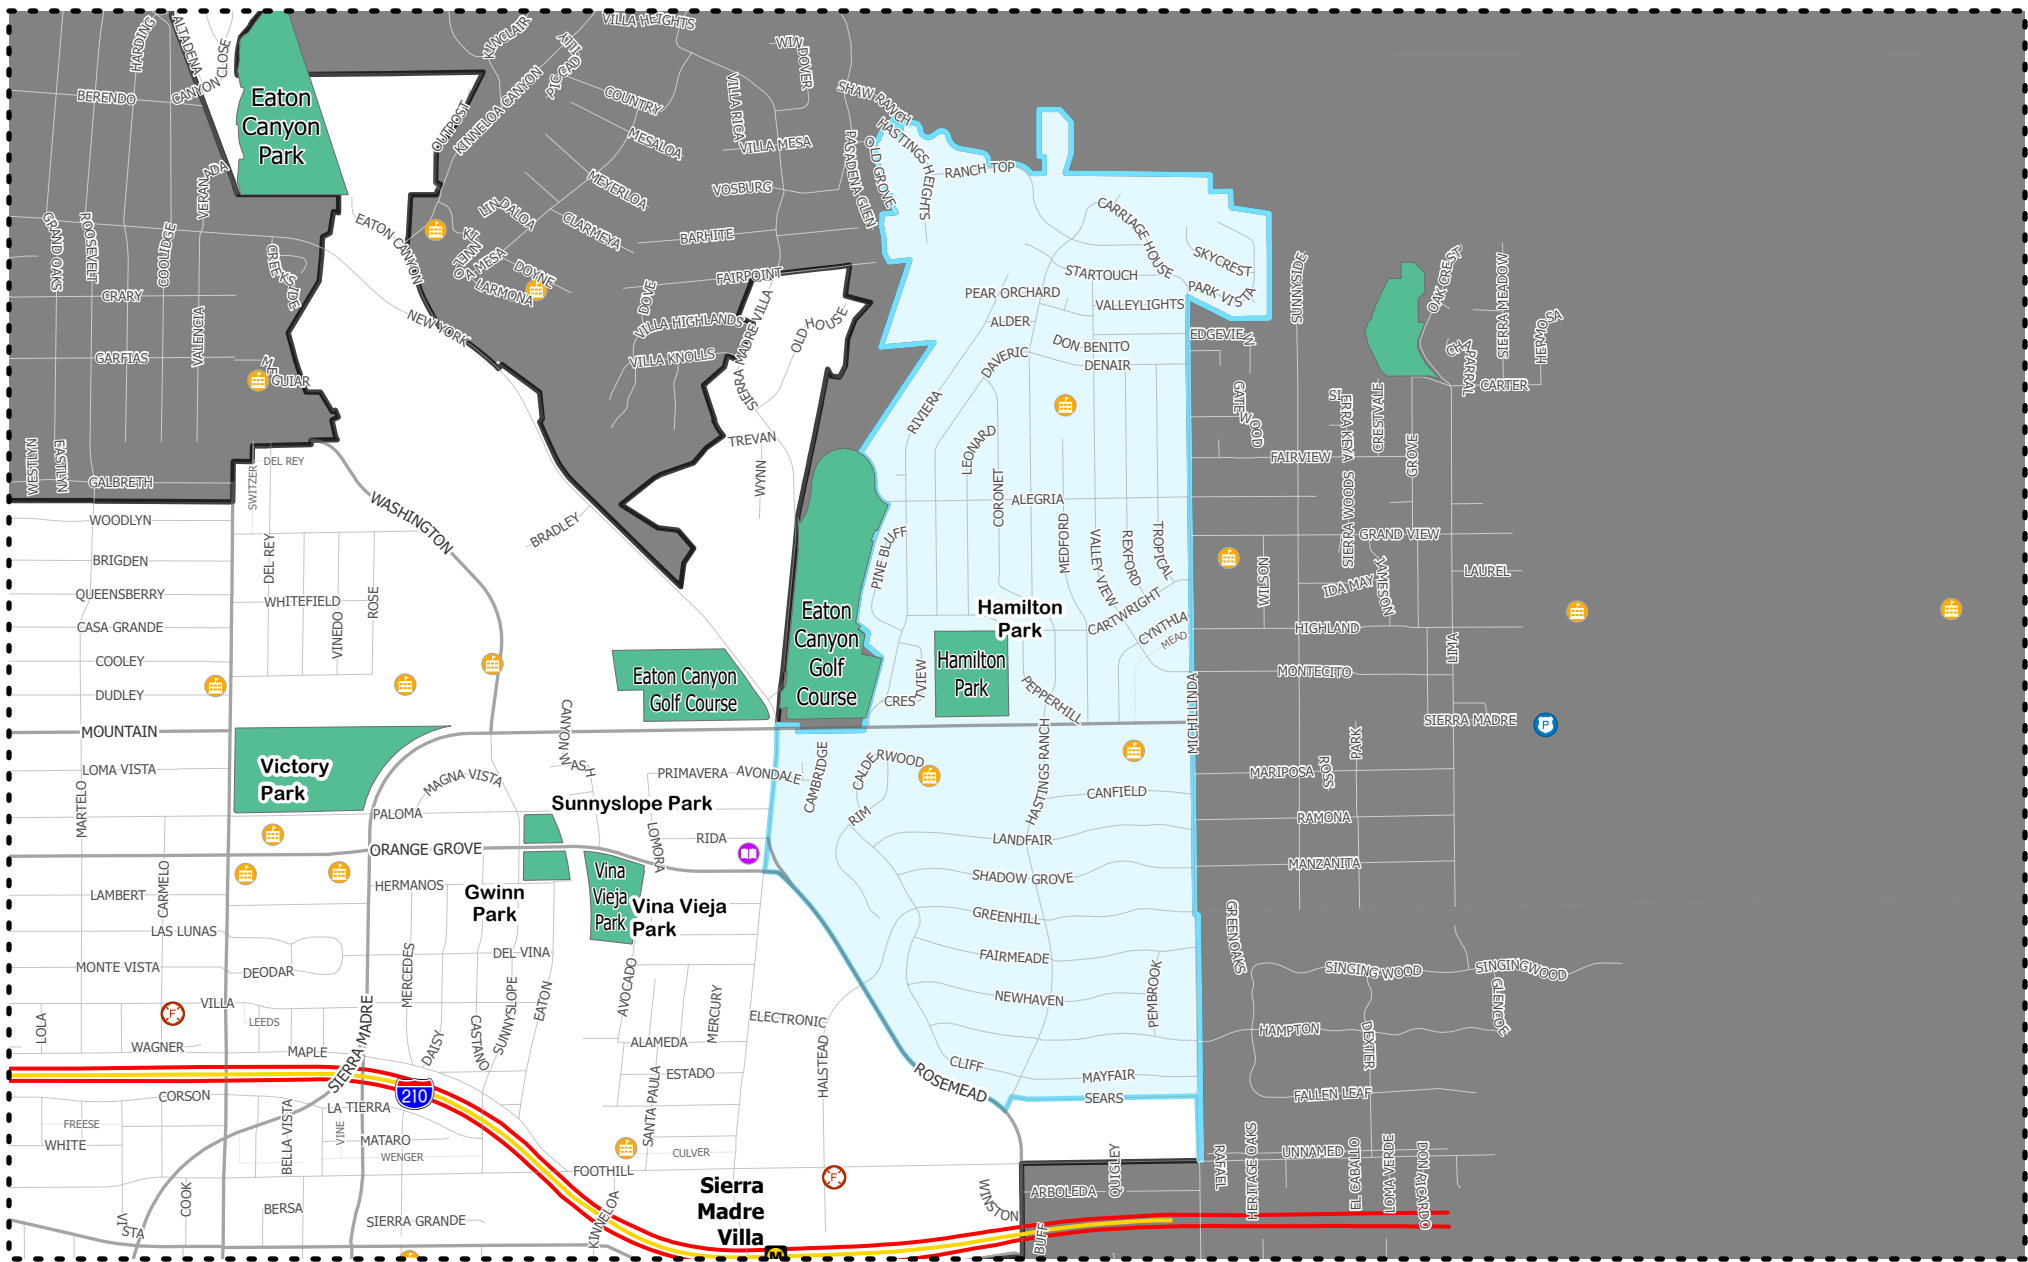 VILLA HEIGHTS
KINCLAIR
HARDING
ALTADENA
CLOSE
WINDOVER
BERENDO
CANYON
Eaton
Canyon
Park
OUTPOST
KINNELOA CANYON
COUNTRY
VILLA RICA
SHAW RANCH
HASTINGS HEIGHTS
MESALOA
VILLA MESA
PASADENA GLEN
OLD GROVE
RANCH TOP
VERANADA
MEYERLOA
VOSBURG
LINDALOA
CLARMEYA
BARHITE
CARRIAGE HOUSE
GRAND OAKS
ROOSEVELT
COOLIDGE
EATON CANYON
CREEKSIDE
DOYNE
LARMONA
FAIRPOINT
STARTOUCH
SKYCREST
SUNNYSIDE
OAK CREST
SIERRA MEADOW
CRARY
VALENCIA
DOVE
SIERRA MADRE VILLA
OLD HOUSE
PEAR ORCHARD
VALLEYLIGHTS
PARK VISTA
NEW YORK
VILLA HIGHLANDS
ALDER
DON BENITO
EDGEVIEW
HERMOSA
GARFIAS
VILLA KNOLLS
DAVERIC
DENAIR
MEGUIAR
CARTER
GATEWOOD
SIERRA KEYA
CRESTVALE
RIVIERA
LEONARD
TREVAN
GROVE
WESTLYN
EASTLYN
DEL REY
SWITZER
GALBRETH
FAIRVIEW
WYNN
CORONET
ALEGRIA
WOODLYN
WASHINGTON
BRADLEY
SIERRA WOODS
GRAND VIEW
BRIGDEN
DEL REY
PINE BLUFF
MEDFORD
VALLEY VIEW
REXFORD
TROPICAL
WILSON
LAUREL
QUEENSBERRY
WHITEFIELD
ROSE
IDA MAY
JAMESON
CASA GRANDE
VINEDO
Eaton
Canyon
Golf
Course
Hamilton
Park
CARTWRIGHT
CYNTHIA
MEAD
HIGHLAND
LIMA
COOLEY
Eaton Canyon
Golf Course
Hamilton
Park
MONTECITO
DUDLEY
CRESTVIEW
PEPPERHILL
MICHILLINDA
SIERRA MADRE
P
MOUNTAIN
CANYON WASH
HASTINGS RANCH
PARK
LOMA VISTA
Victory
Park
MAGNA VISTA
PRIMAVERA
AVONDALE
CAMBRIDGE
CALDERWOOD
MARIPOSA
ROSS
MARTELO
Sunnyslope Park
CANFIELD
PALOMA
RIM
RAMONA
LOMORA
RIDA
LANDFAIR
ORANGE GROVE
MANZANITA
CARMELO
LAMBERT
HERMANOS
Gwinn
Park
Vina
Vieja
Park
Vina Vieja
Park
SHADOW GROVE
GREENHILL
GREENOAKS
LAS LUNAS
DEL VINA
FAIRMEADE
MONTE VISTA
DEODAR
MERCEDES
AVOCADO
PEMBROOK
SINGING WOOD
SINGINGWOOD
VILLA
F
LEEDS
SIERRA MADRE
CASTANO
SUNNYSLOPE
EATON
MERCURY
ELECTRONIC
NEWHAVEN
GLENCOE
LOLA
WAGNER
MAPLE
DAISY
ALAMEDA
HALSTEAD
HAMPTON
DEXTER
ESTADO
CLIFF
MAYFAIR
210
CORSON
LA TIERRA
SANTA PAULA
ROSEMEAD
SEARS
FALLEN LEAF
FREESE
WHITE
BELLA VISTA
VINE
MATARO
WENGER
CULVER
FOOTHILL
QUIGLEY
RAFAEL
HERITAGE OAKS
UNNAMED
EL CABALLO
LOMA VERDE
DON RICARDO
F
Sierra
Madre
Villa
M
WINSTON
ARBOLEDA
VISTA
COOK
BERSA
SIERRA GRANDE
KINNELOA
BUFF